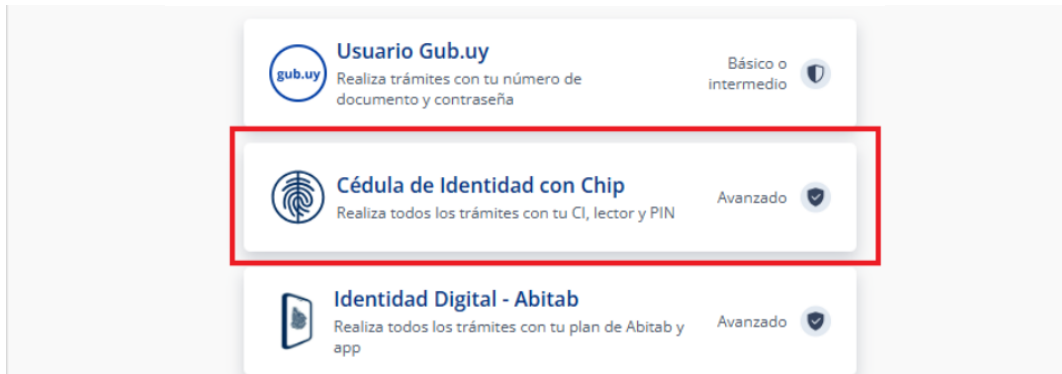 Usuario Gub.uy
gub.uy
Realiza trámites con tu número de
documento y contraseña
Básico o
intermedio
Cédula de Identidad con Chip
Realiza todos los trámites con tu CI, lector y PIN
Avanzado
Identidad Digital - Abitab
Realiza todos los trámites con tu plan de Abitab y
app
Avanzado